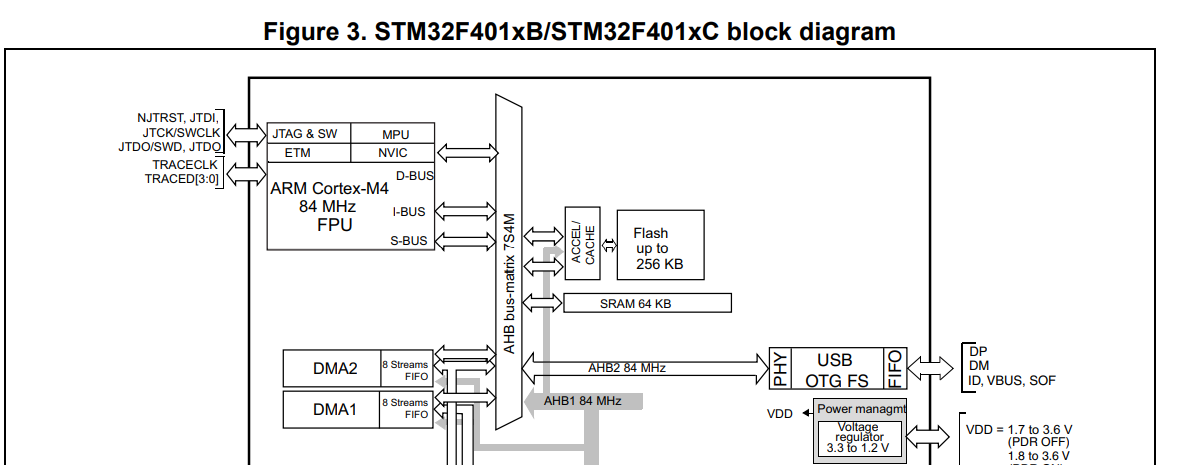 Figure 3. STM32F401xB/STM32F401xC block diagram
NJTRST, JTDI,
JTCK/SWCLK
JTDO/SWD, JTDO
TRACECLK
TRACED[3:0]
JTAG & SW
MPU
ETM
NVIC
D-BUS
ARM Cortex-M4
84 MHz
FPU
I-BUS
S-BUS
AHB bus-matrix 7S4M
ACCEL/
CACHE
Flash
up to
256 KB
SRAM 64 KB
DMA2
8 Streams
FIFO
DMA1
8 Streams
FIFO
AHB2 84 MHz
AHB1 84 MHz
PHY
USB
OTG FS
FIFO
DP
DM
ID, VBUS, SOF
VDD
Power managmt
Voltage
regulator
3.3 to 1.2 V
VDD = 1.7 to 3.6 V
(PDR OFF)
1.8 to 3.6 V